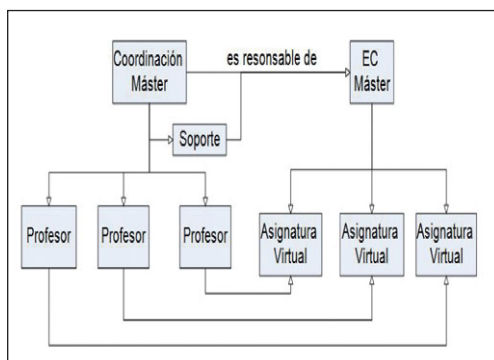 Coordinación
Máster
es resonsable de
EC
Máster
Soporte
Profesor
Profesor
Profesor
Asignatura
Virtual
Asignatura
Virtual
Asignatura
Virtual